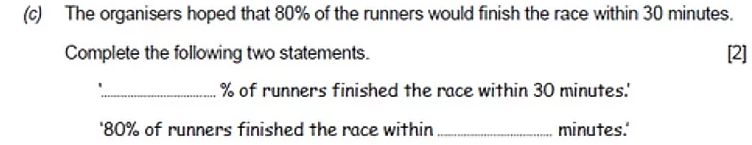 (c) The organisers hoped that 80% of the runners would finish the race within 30 minutes.
Complete the following two statements. [2]
'.............................. % of runners finished the race within 30 minutes.'
'80% of runners finished the race within .............................. minutes.'